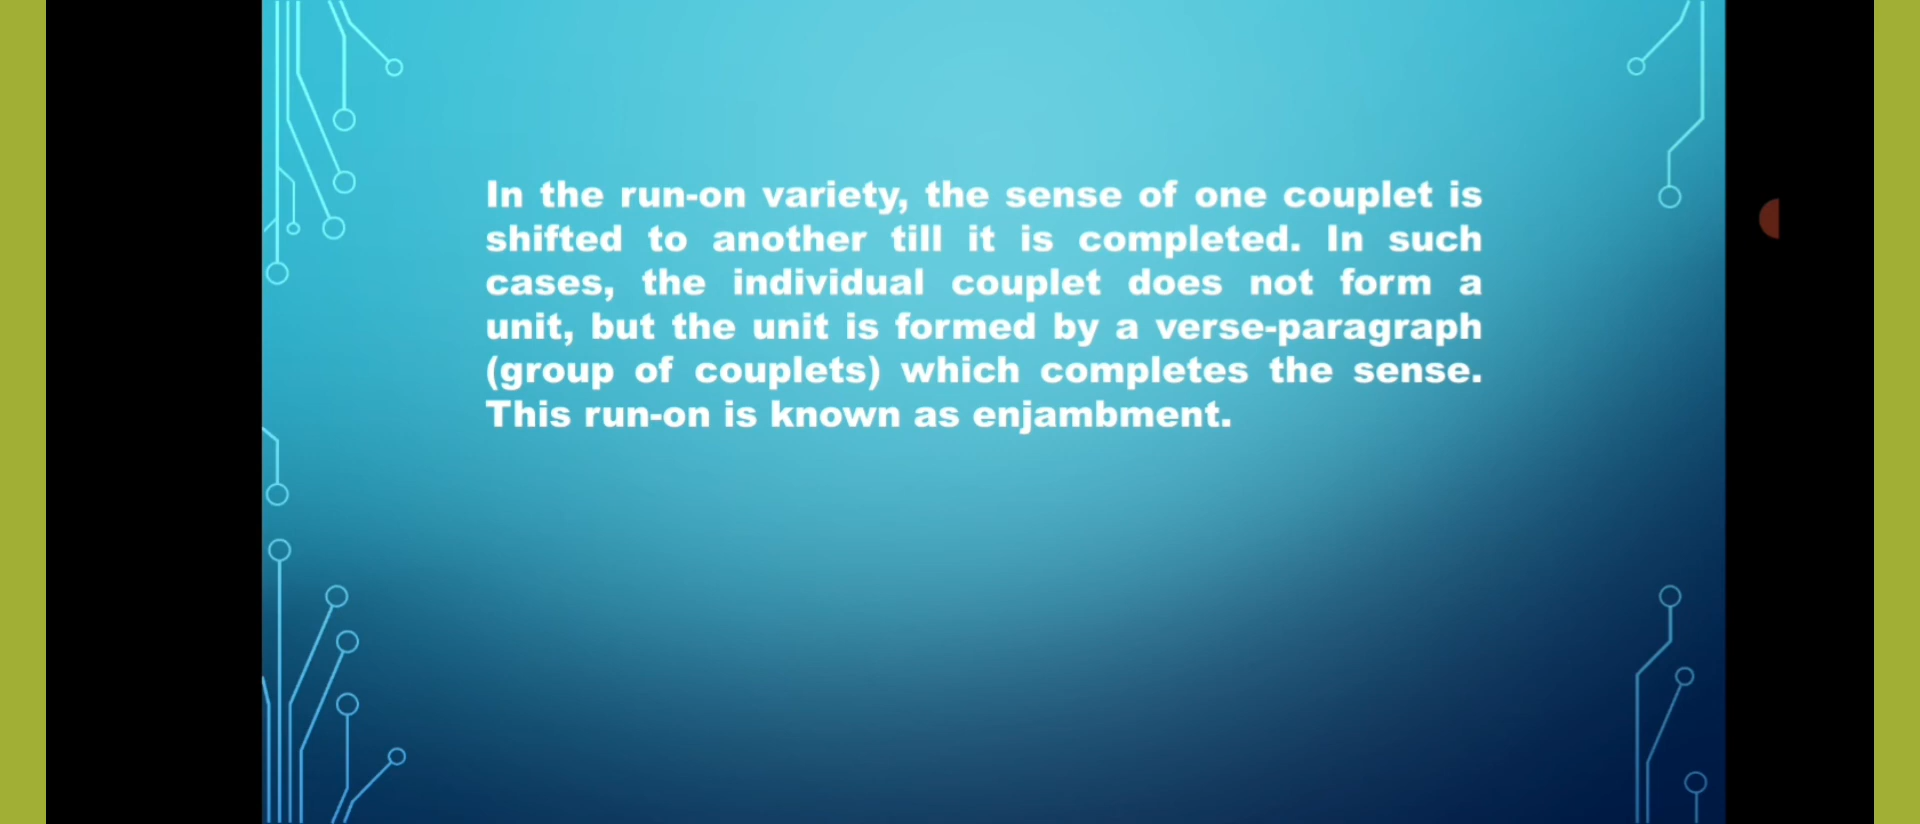 In the run-on variety, the sense of one couplet is
shifted to another till it is completed. In such
cases, the individual couplet does not form a
unit, but the unit is formed by a verse-paragraph
(group of couplets) which completes the sense.
This run-on is known as enjambment.